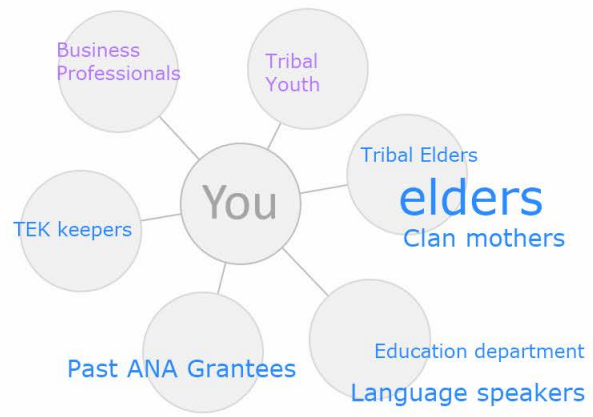 Business
Professionals
Tribal
Youth
Tribal Elders
elders
Clan mothers
You
TEK keepers
Past ANA Grantees
Education department
Language speakers